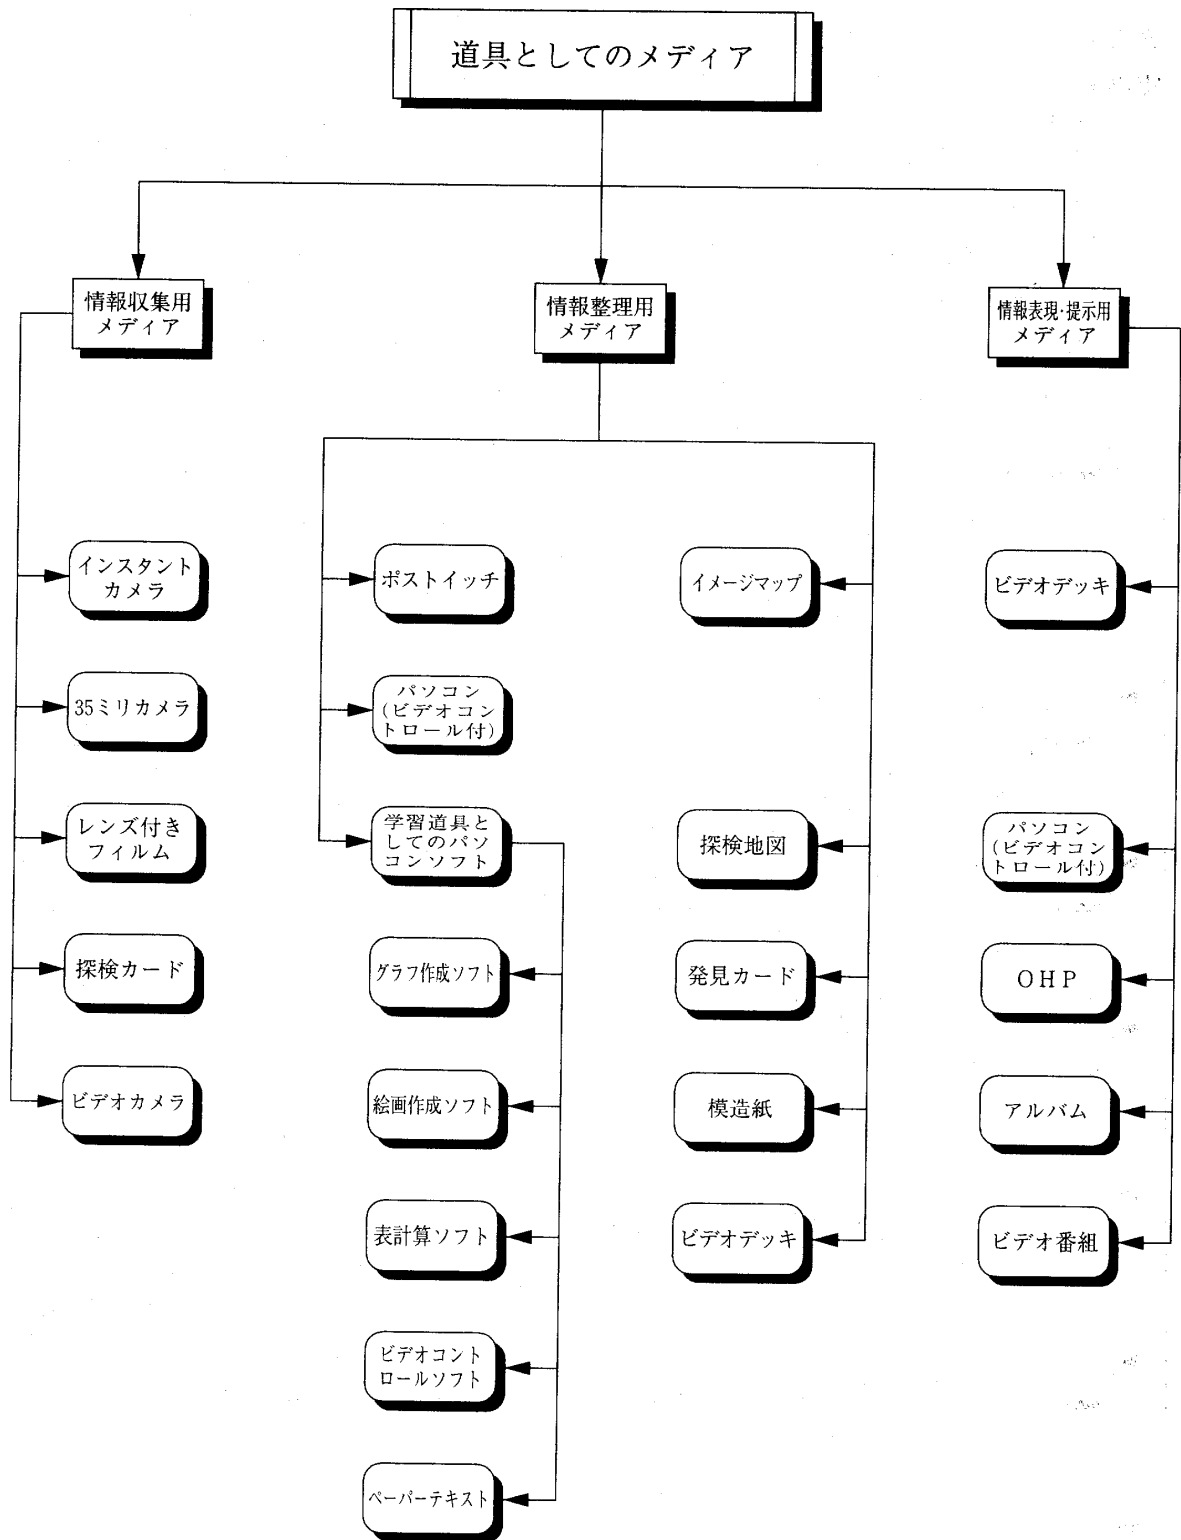 道具としてのメディア
情報収集用
メディア
情報整理用
メディア
情報表現・提示用
メディア
インスタント
カメラ
35ミリカメラ
レンズ付き
フィルム
探検カード
ビデオカメラ
ポストイッチ
パソコン
(ビデオコン
トロール付)
学習道具と
してのパソ
コンソフト
グラフ作成ソフト
絵画作成ソフト
表計算ソフト
ビデオコント
ロールソフト
ペーパーテキスト
イメージマップ
探検地図
発見カード
模造紙
ビデオデッキ
ビデオデッキ
パソコン
(ビデオコン
トロール付)
OHP
アルバム
ビデオ番組